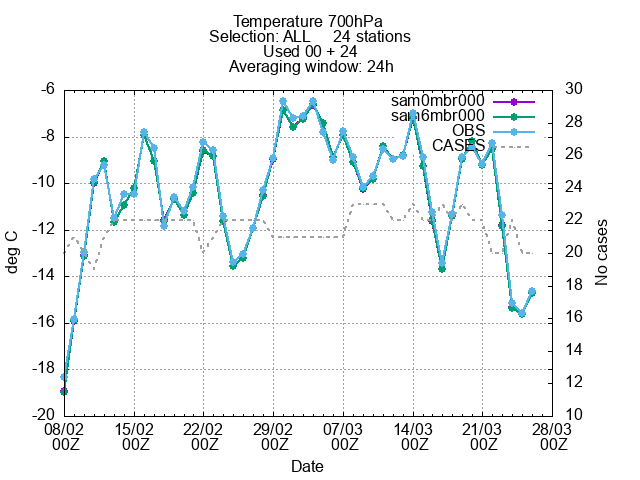 Temperature 700hPa
Selection: ALL 24 stations
Used 00 + 24
Averaging window: 24h
sam0mbr000
sam6mbr000
OBS
CASES
-6
-8
-10
-12
-14
-16
-18
-20
deg C
30
28
26
24
22
20
18
16
14
12
10
No cases
08/02 15/02 22/02 29/02 07/03 14/03 21/03 28/03
00Z 00Z 00Z 00Z 00Z 00Z 00Z 00Z
Date